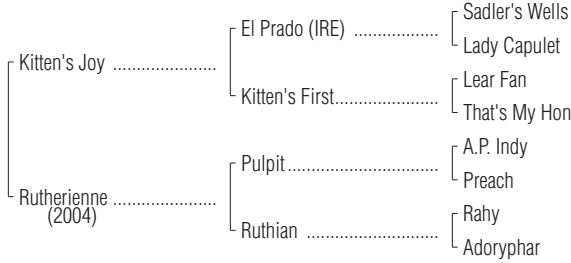 Sadler's Wells
El Prado (IRE) ..................
Lady Capulet
Kitten's Joy ......................
Lear Fan
Kitten's First......................
That's My Hon
A.P. Indy
Pulpit................................
Preach
Rutherienne ......................
(2004)
Rahy
Ruthian ............................
Adoryphar